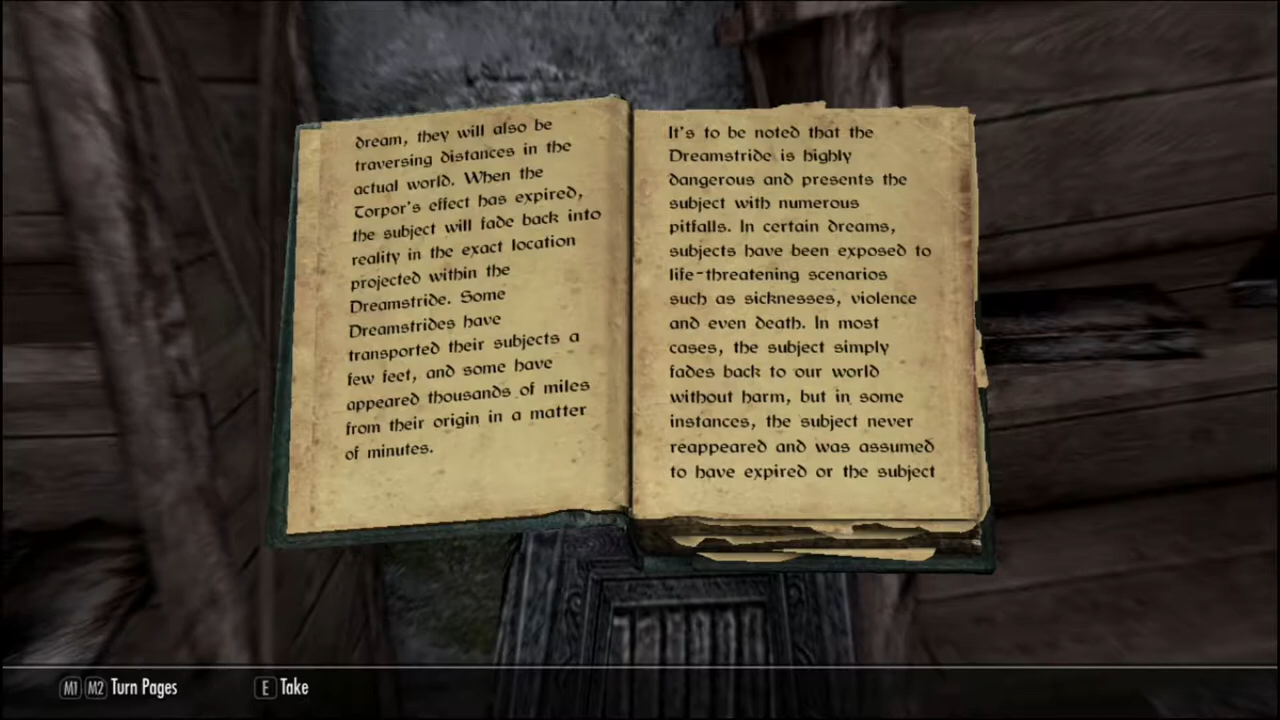 dream, they will also be
traversing distances in the
actual world. When the
Torpor's effect has expired,
the subject will fade back into
reality in the exact location
projected within the
Dreamstride. Some
Dreamstrides have
transported their subjects a
few feet, and some have
appeared thousands of miles
from their origin in a matter
of minutes.
It's to be noted that the
Dreamstride is highly
dangerous and presents the
subject with numerous
pitfalls. In certain dreams,
subjects have been exposed to
life-threatening scenarios
such as sicknesses, violence
and even death. In most
cases, the subject simply
fades back to our world
without harm, but in some
instances, the subject never
reappeared and was assumed
to have expired or the subject
M1 M2 Turn Pages
E Take